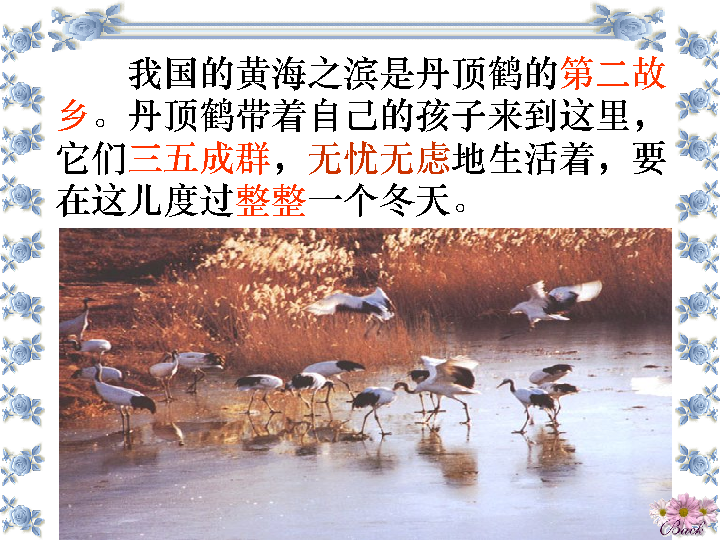 我国的黄海之滨是丹顶鹤的第二故
乡。丹顶鹤带着自己的孩子来到这里，
它们三五成群，无忧无虑地生活着，要
在这儿度过整整一个冬天。
Back